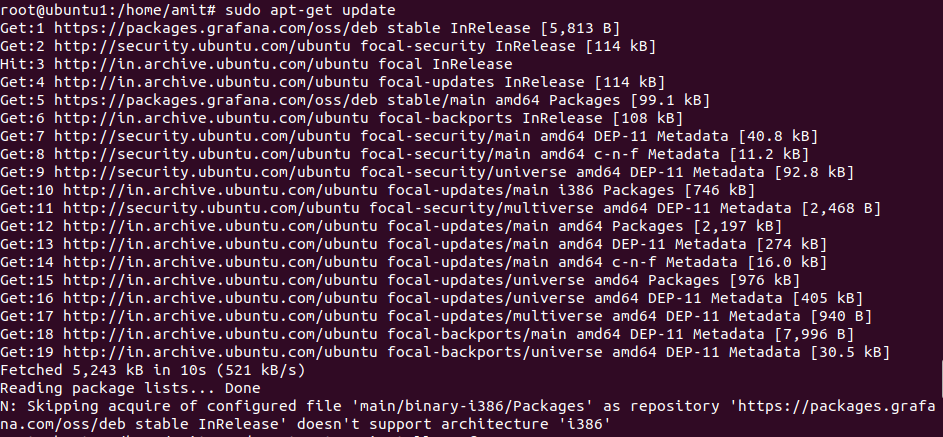 root@ubuntu1:/home/amit# sudo apt-get update
Get:1 https://packages.grafana.com/oss/deb stable InRelease [5,813 B]
Get:2 http://security.ubuntu.com/ubuntu focal-security InRelease [114 kB]
Hit:3 http://in.archive.ubuntu.com/ubuntu focal InRelease
Get:4 http://in.archive.ubuntu.com/ubuntu focal-updates InRelease [114 kB]
Get:5 https://packages.grafana.com/oss/deb stable/main amd64 Packages [99.1 kB]
Get:6 http://in.archive.ubuntu.com/ubuntu focal-backports InRelease [108 kB]
Get:7 http://security.ubuntu.com/ubuntu focal-security/main amd64 DEP-11 Metadata [40.8 kB]
Get:8 http://security.ubuntu.com/ubuntu focal-security/main amd64 c-n-f Metadata [11.2 kB]
Get:9 http://security.ubuntu.com/ubuntu focal-security/universe amd64 DEP-11 Metadata [92.8 kB]
Get:10 http://in.archive.ubuntu.com/ubuntu focal-updates/main i386 Packages [746 kB]
Get:11 http://security.ubuntu.com/ubuntu focal-security/multiverse amd64 DEP-11 Metadata [2,468 B]
Get:12 http://in.archive.ubuntu.com/ubuntu focal-updates/main amd64 Packages [2,197 kB]
Get:13 http://in.archive.ubuntu.com/ubuntu focal-updates/main amd64 DEP-11 Metadata [274 kB]
Get:14 http://in.archive.ubuntu.com/ubuntu focal-updates/main amd64 c-n-f Metadata [16.0 kB]
Get:15 http://in.archive.ubuntu.com/ubuntu focal-updates/universe amd64 Packages [976 kB]
Get:16 http://in.archive.ubuntu.com/ubuntu focal-updates/universe amd64 DEP-11 Metadata [405 kB]
Get:17 http://in.archive.ubuntu.com/ubuntu focal-updates/multiverse amd64 DEP-11 Metadata [940 B]
Get:18 http://in.archive.ubuntu.com/ubuntu focal-backports/main amd64 DEP-11 Metadata [7,996 B]
Get:19 http://in.archive.ubuntu.com/ubuntu focal-backports/universe amd64 DEP-11 Metadata [30.5 kB]
Fetched 5,243 kB in 10s (521 kB/s)
Reading package lists... Done
N: Skipping acquire of configured file 'main/binary-i386/Packages' as repository 'https://packages.grafa
na.com/oss/deb stable InRelease' doesn't support architecture 'i386'